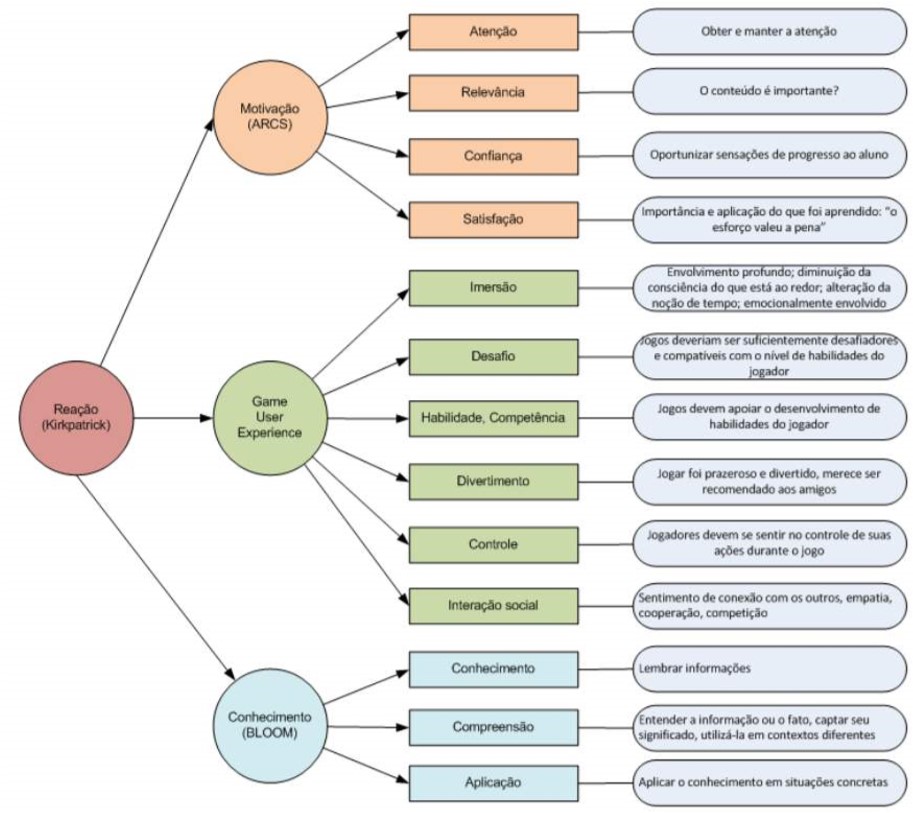 Reação
(Kirkpatrick)
Motivação
(ARCS)
Atenção
Obter e manter a atenção
Relevância
O conteúdo é importante?
Confiança
Oportunizar sensações de progresso ao aluno
Satisfação
Importância e aplicação do que foi aprendido: "o
esforço valeu a pena"
Game
User
Experience
Imersão
Envolvimento profundo; diminuição da
consciência do que está ao redor; alteração da
noção de tempo; emocionalmente envolvido
Desafio
Jogos deveriam ser suficientemente desafiadores
e compatíveis com o nível de habilidades do
jogador
Habilidade, Competência
Jogos devem apoiar o desenvolvimento de
habilidades do jogador
Divertimento
Jogar foi prazeroso e divertido, merece ser
recomendado aos amigos
Controle
Jogadores devem se sentir no controle de suas
ações durante o jogo
Interação social
Sentimento de conexão com os outros, empatia,
cooperação, competição
Conhecimento
(BLOOM)
Conhecimento
Lembrar informações
Compreensão
Entender a informação ou o fato, captar seu
significado, utilizá-la em contextos diferentes
Aplicação
Aplicar o conhecimento em situações concretas